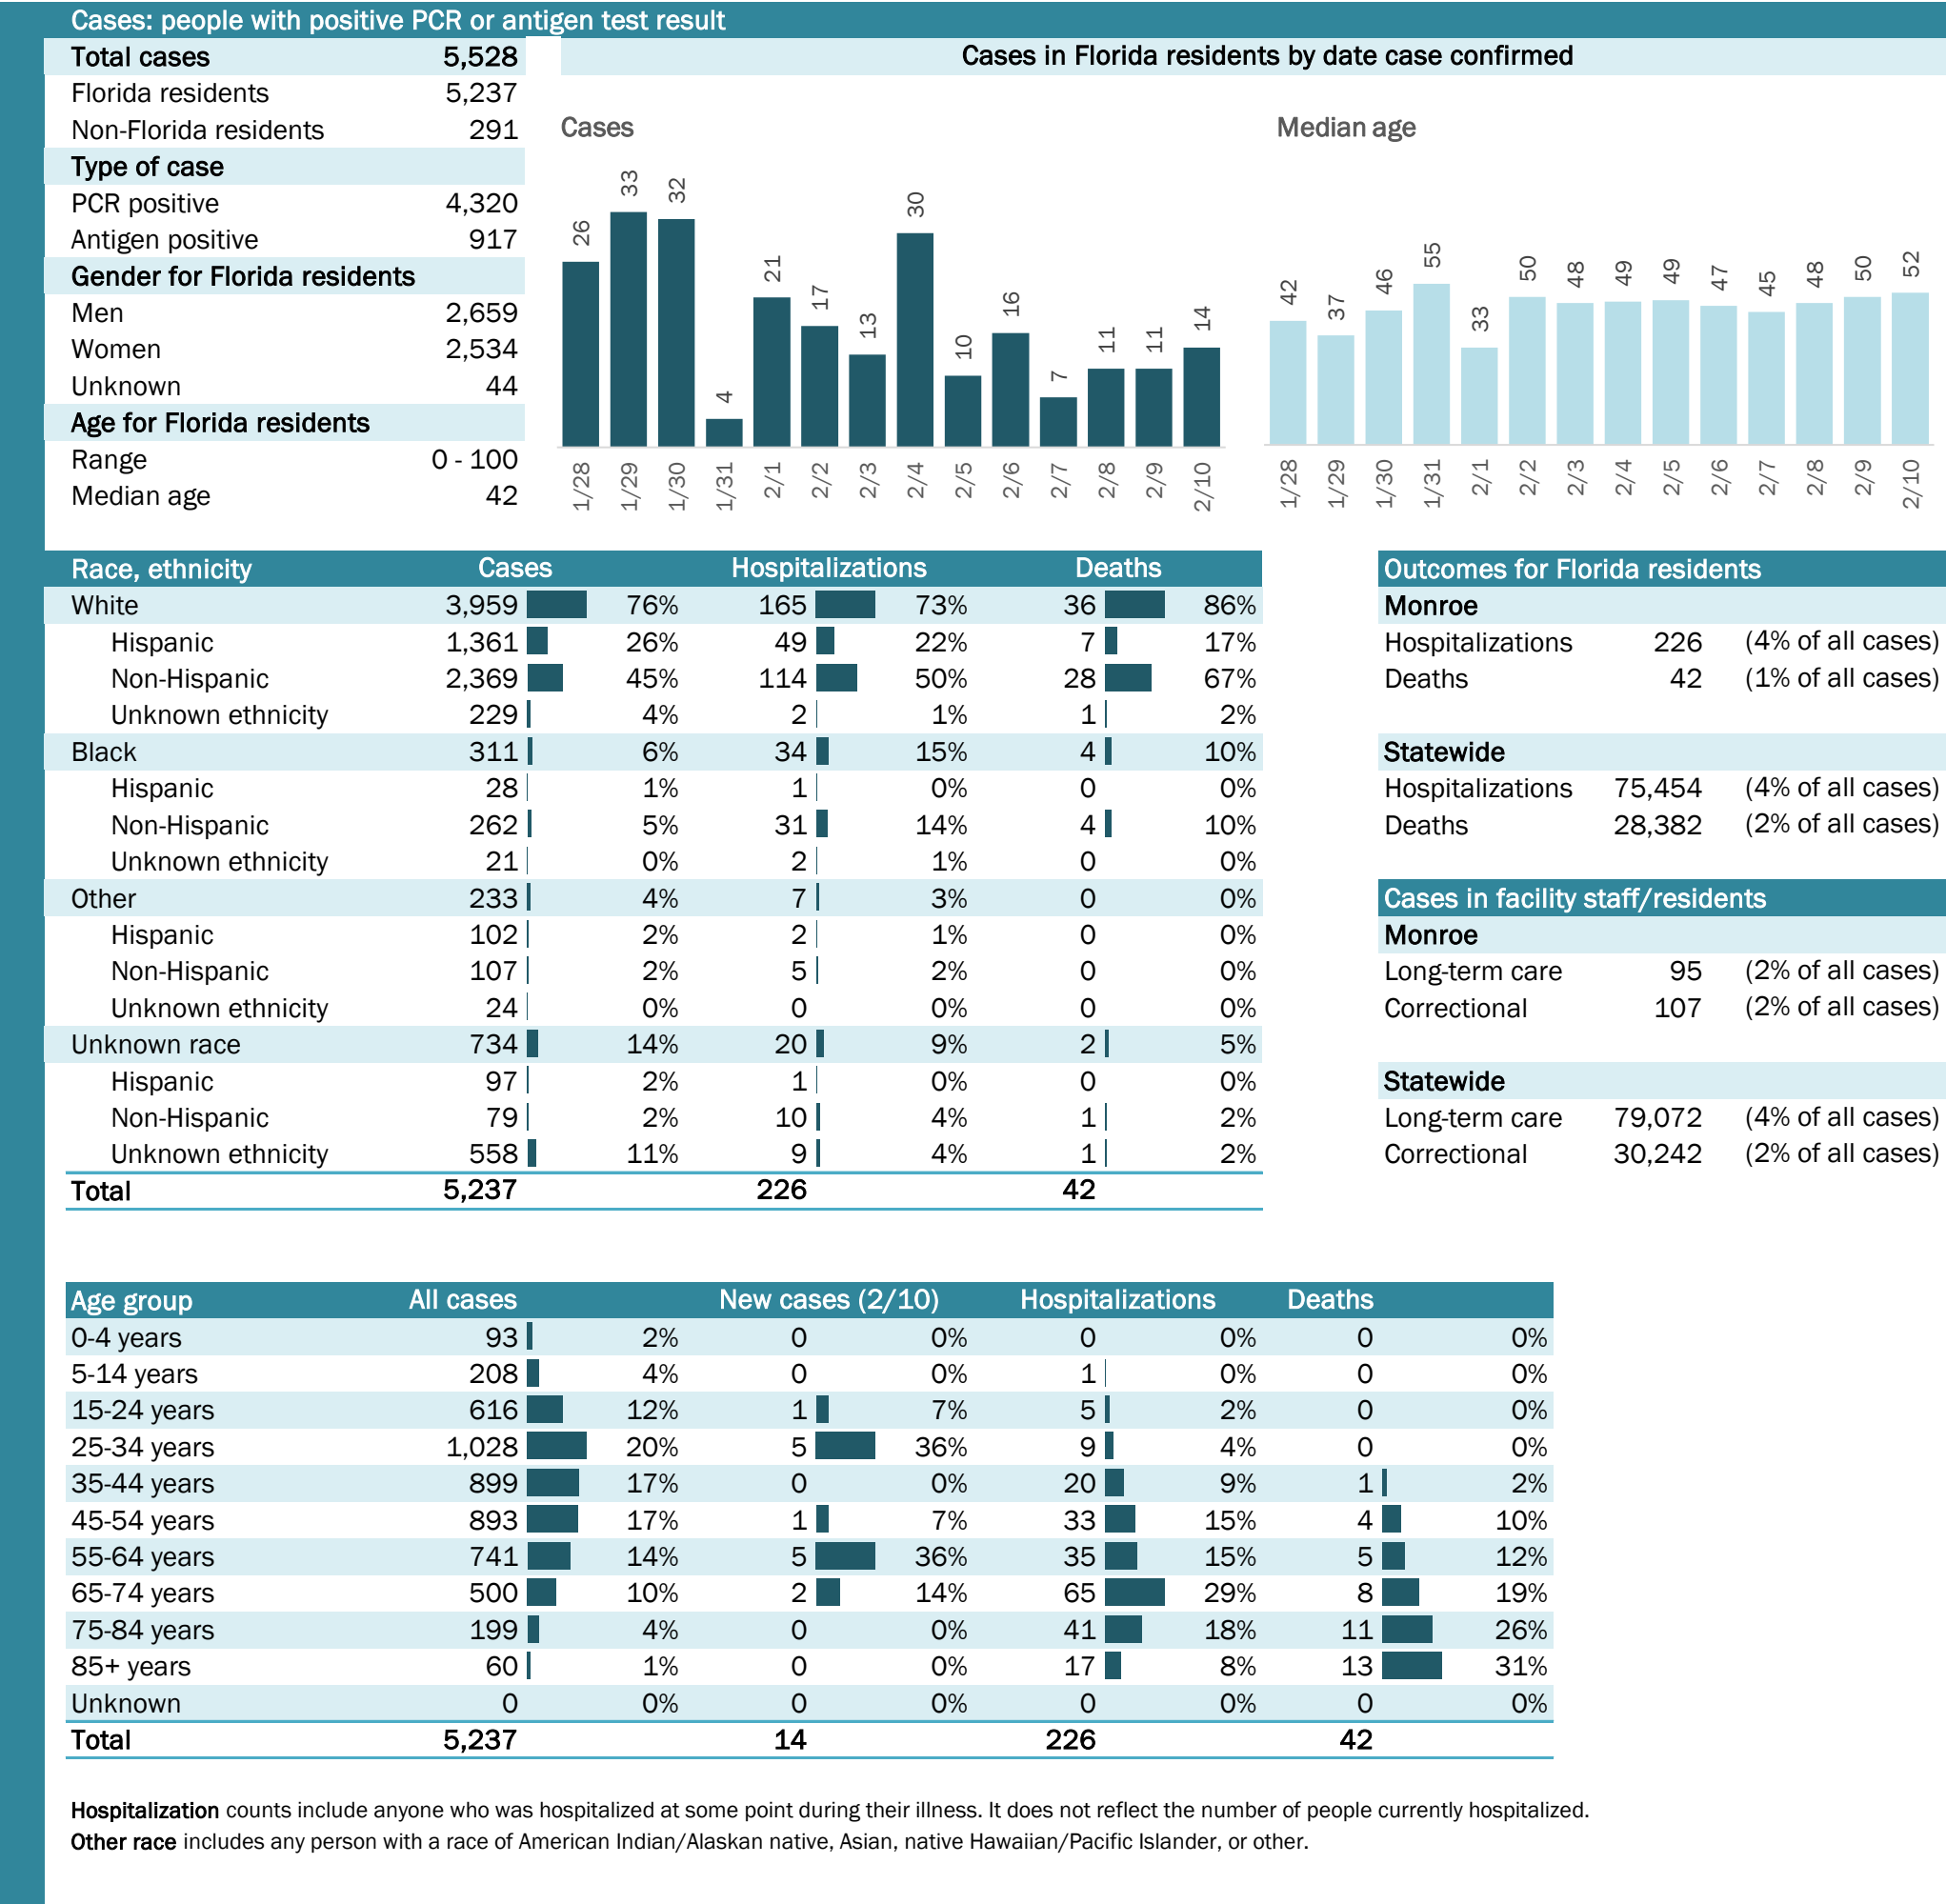 Cases: people with positive PCR or antigen test result
Total cases 5,528
Florida residents 5,237
Non-Florida residents 291
Type of case
PCR positive 4,320
Antigen positive 917
Gender for Florida residents
Men 2,659
Women 2,534
Unknown 44
Age for Florida residents
Range 0 - 100
Median age 42
Cases in Florida residents by date case confirmed
Cases
26 33 32 4 21 17 13 30 10 16 7 11 11 14
1/28 1/29 1/30 1/31 2/1 2/2 2/3 2/4 2/5 2/6 2/7 2/8 2/9 2/10
Median age
42 37 46 55 33 50 48 49 49 47 45 48 50 52
1/28 1/29 1/30 1/31 2/1 2/2 2/3 2/4 2/5 2/6 2/7 2/8 2/9 2/10
Race, ethnicity Cases Hospitalizations Deaths
White 3,959 76% 165 73% 36 86%
Hispanic 1,361 26% 49 22% 7 17%
Non-Hispanic 2,369 45% 114 50% 28 67%
Unknown ethnicity 229 4% 2 1% 1 2%
Black 311 6% 34 15% 4 10%
Hispanic 28 1% 1 0% 0 0%
Non-Hispanic 262 5% 31 14% 4 10%
Unknown ethnicity 21 0% 2 1% 0 0%
Other 233 4% 7 3% 0 0%
Hispanic 102 2% 2 1% 0 0%
Non-Hispanic 107 2% 5 2% 0 0%
Unknown ethnicity 24 0% 0 0% 0 0%
Unknown race 734 14% 20 9% 2 5%
Hispanic 97 2% 1 0% 0 0%
Non-Hispanic 79 2% 10 4% 1 2%
Unknown ethnicity 558 11% 9 4% 1 2%
Total 5,237 226 42
Outcomes for Florida residents
Monroe
Hospitalizations 226 (4% of all cases)
Deaths 42 (1% of all cases)
Statewide
Hospitalizations 75,454 (4% of all cases)
Deaths 28,382 (2% of all cases)
Cases in facility staff/residents
Monroe
Long-term care 95 (2% of all cases)
Correctional 107 (2% of all cases)
Statewide
Long-term care 79,072 (4% of all cases)
Correctional 30,242 (2% of all cases)
Age group All cases New cases (2/10) Hospitalizations Deaths
0-4 years 93 2% 0 0% 0 0% 0 0%
5-14 years 208 4% 0 0% 1 0% 0 0%
15-24 years 616 12% 1 7% 5 2% 0 0%
25-34 years 1,028 20% 5 36% 9 4% 0 0%
35-44 years 899 17% 0 0% 20 9% 1 2%
45-54 years 893 17% 1 7% 33 15% 4 10%
55-64 years 741 14% 5 36% 35 15% 5 12%
65-74 years 500 10% 2 14% 65 29% 8 19%
75-84 years 199 4% 0 0% 41 18% 11 26%
85+ years 60 1% 0 0% 17 8% 13 31%
Unknown 0 0% 0 0% 0 0% 0 0%
Total 5,237 14 226 42
Hospitalization counts include anyone who was hospitalized at some point during their illness. It does not reflect the number of people currently hospitalized.
Other race includes any person with a race of American Indian/Alaskan native, Asian, native Hawaiian/Pacific Islander, or other.